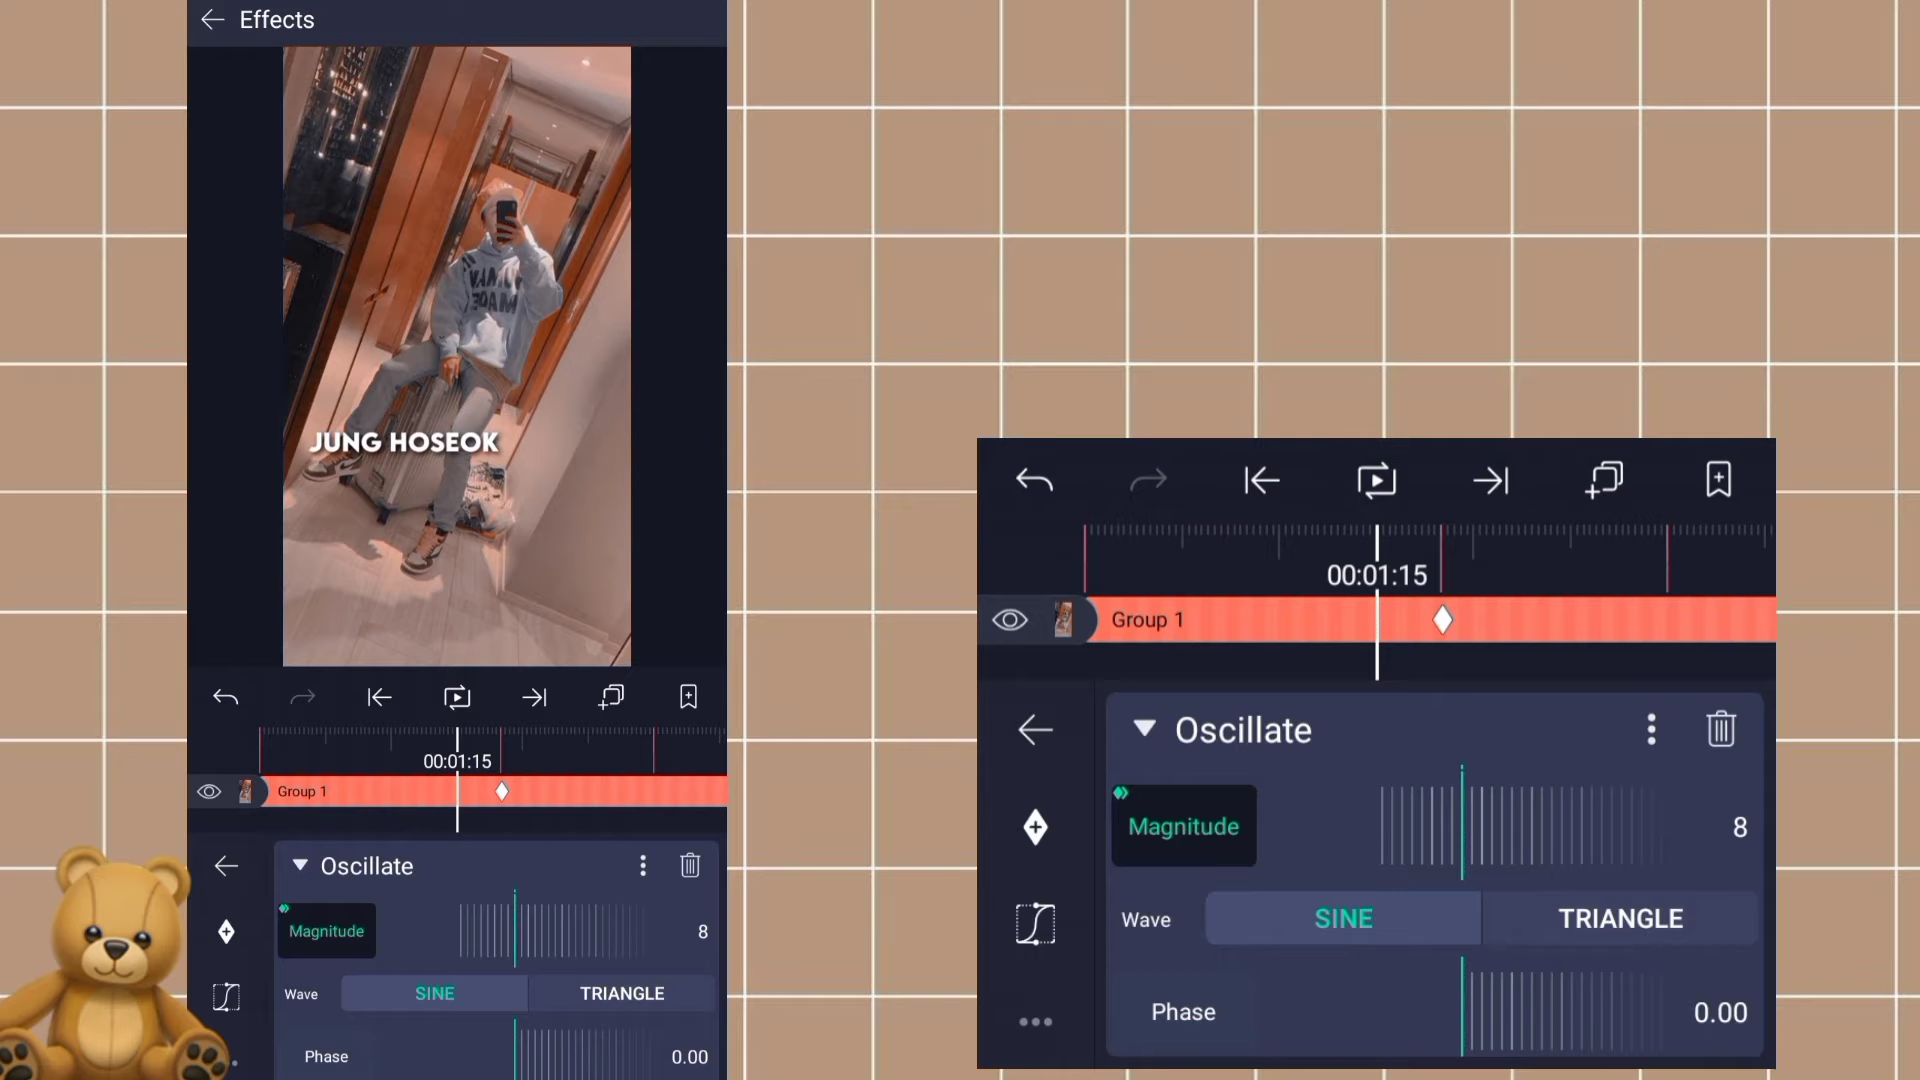 Effects
JUNG HOSEOK
00:01:15
Group 1
Oscillate
Magnitude
8
Wave
SINE
TRIANGLE
Phase
0.00
00:01:15
Group 1
Oscillate
Magnitude
8
Wave
SINE
TRIANGLE
Phase
0.00